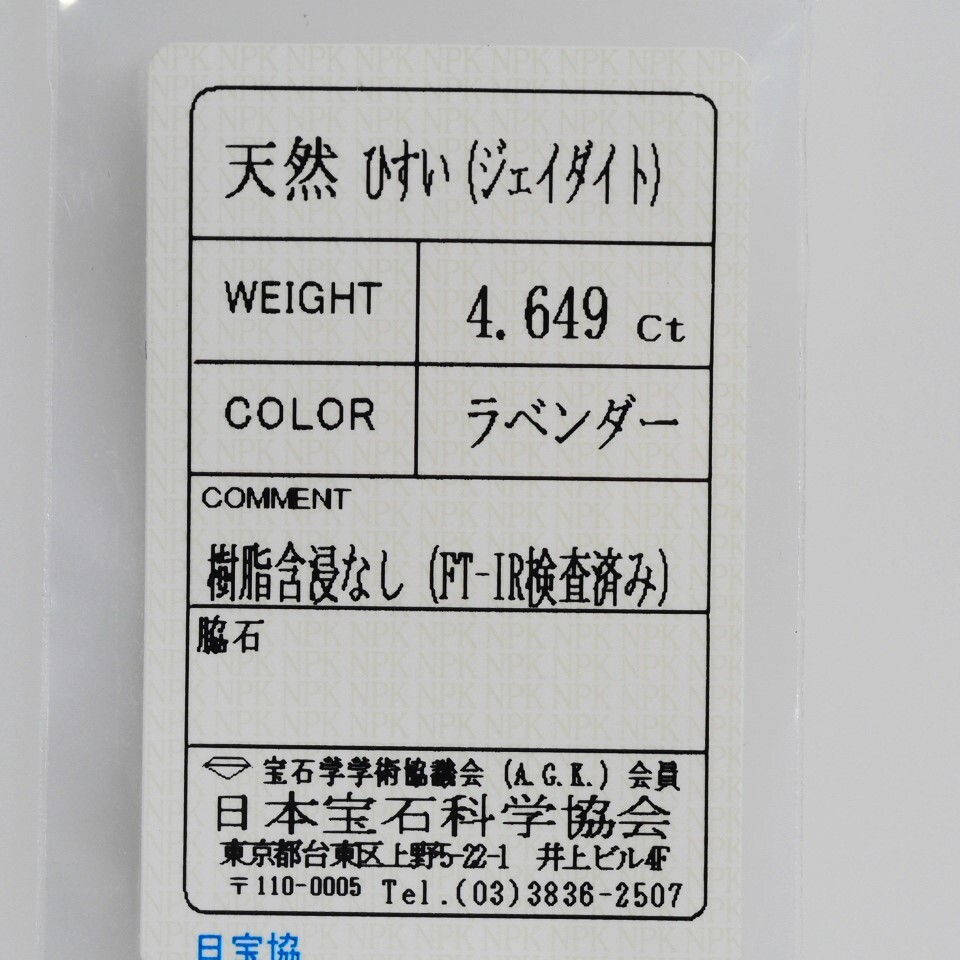 天然 ひすい (ジェイダイト)
WEIGHT 4.649 Ct
COLOR ラベンダー
COMMENT
樹脂含浸なし (FT-IR検査済み)
脇石
宝石学学術協議会 (A.G.K.) 会員
日本宝石科学協会
東京都台東区上野5-22-1 井上ビル4F
〒110-0005 Tel.(03)3836-2507
日宝協